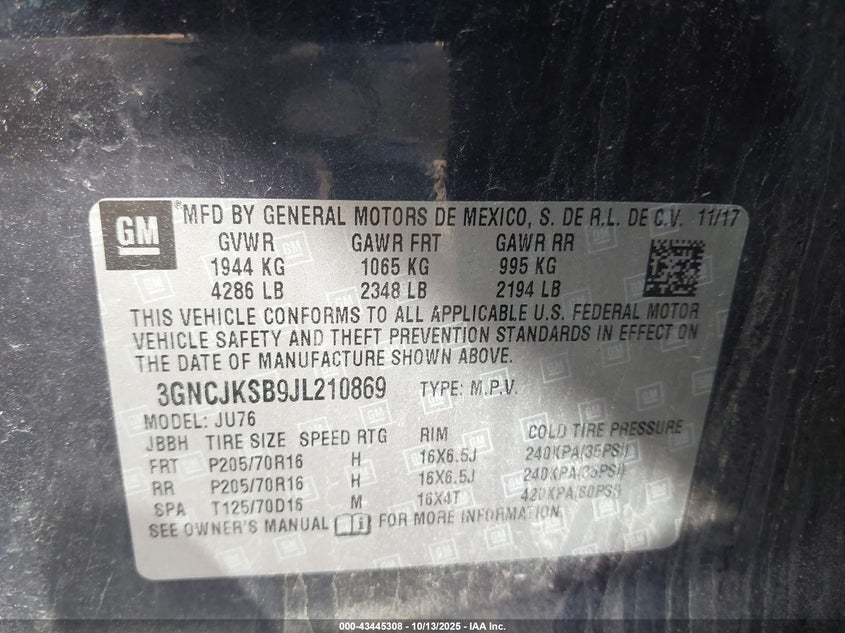 GM
® MFD BY GENERAL MOTORS DE MEXICO, S. DE R.L. DE C.V. 11/17
GVWR GAWR FRT GAWR RR
1944 KG 1065 KG 995 KG
4286 LB 2348 LB 2194 LB
THIS VEHICLE CONFORMS TO ALL APPLICABLE U.S. FEDERAL MOTOR
VEHICLE SAFETY AND THEFT PREVENTION STANDARDS IN EFFECT ON
THE DATE OF MANUFACTURE SHOWN ABOVE.
3GNCJKSB9JL210869 TYPE: M.P.V.
MODEL: JU76
JBBH TIRE SIZE SPEED RTG RIM COLD TIRE PRESSURE
FRT P205/70R16 H 16X6.5J 240KPA(35PSI)
RR P205/70R16 H 16X6.5J 240KPA(35PSI)
SPA T125/70D16 M 16X4T 420KPA(60PSI)
SEE OWNER'S MANUAL FOR MORE INFORMATION
000-43445308 - 10/13/2025 - IAA Inc.